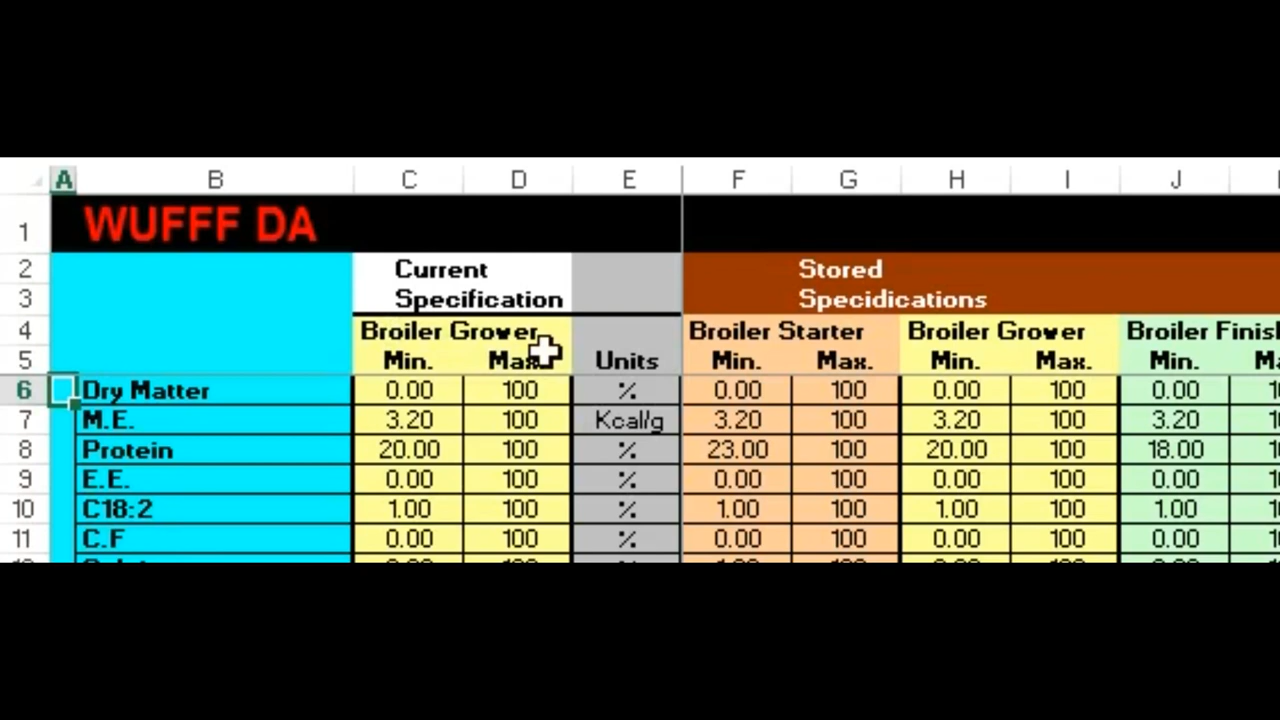 A B C D E F G H I J
1 WUFFF DA
2 Current Stored
3 Specification Specidications
4 Broiler Grower Broiler Starter Broiler Grower Broiler
5 Min. Max. Units Min. Max. Min. Max. Min.
6 Dry Matter 0.00 100 % 0.00 100 0.00 100 0.00
7 M.E. 3.20 100 Kcal/g 3.20 100 3.20 100 3.20
8 Protein 20.00 100 % 23.00 100 20.00 100 18.00
9 E.E. 0.00 100 % 0.00 100 0.00 100 0.00
10 C18:2 1.00 100 % 1.00 100 1.00 100 1.00
11 C.F 0.00 100 % 0.00 100 0.00 100 0.00